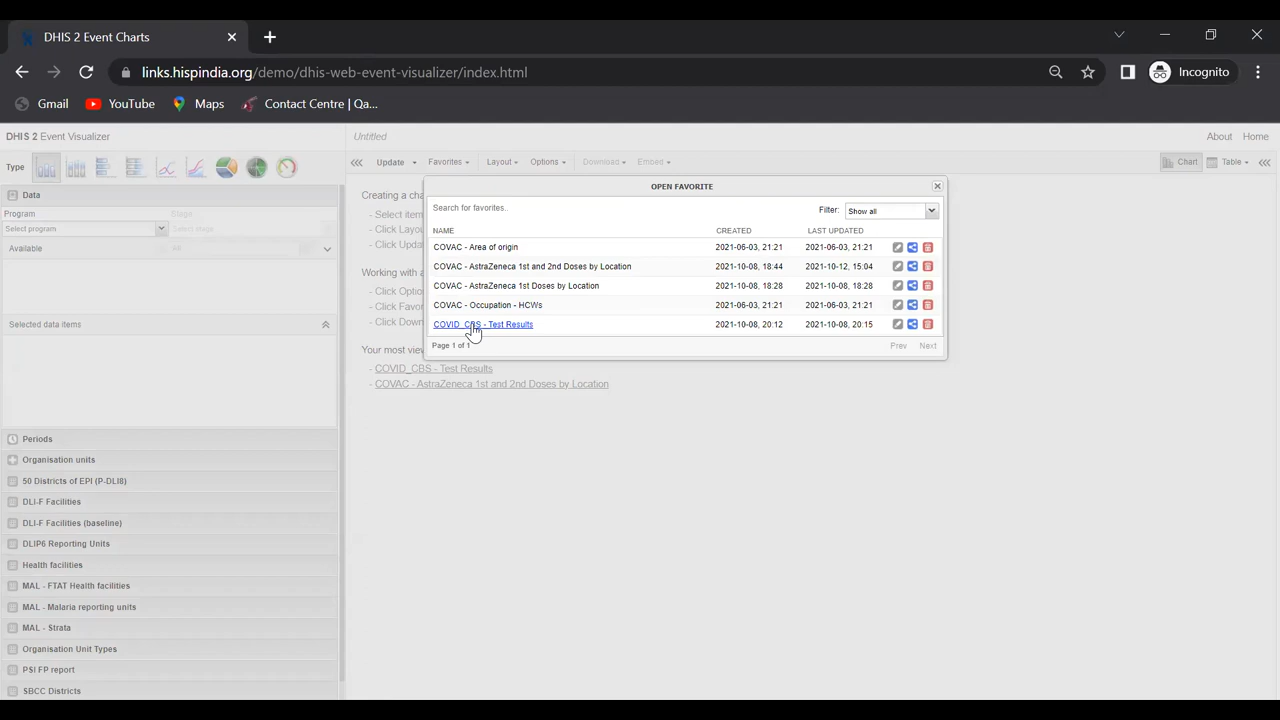 DHIS 2 Event Charts
links.hispindia.org/demo/dhis-web-event-visualizer/index.html
Incognito
Gmail YouTube Maps Contact Centre | Qa...
DHIS 2 Event Visualizer Untitled About Home
Type Update Favorites Layout Options Download Embed Chart Table
Data
Program Stage
Select program Select stage
Available All
Selected data items
Periods
Organisation units
50 Districts of EPI (P-DLI8)
DLI-F Facilities
DLI-F Facilities (baseline)
DLIP6 Reporting Units
Health facilities
MAL - FTAT Health facilities
MAL - Malaria reporting units
MAL - Strata
Organisation Unit Types
PSI FP report
SBCC Districts
Creating a cha
- Select item
- Click Layou
- Click Upda
Working with a
- Click Option
- Click Favor
- Click Down
Your most view
- COVID_CBS - Test Results
- COVAC - AstraZeneca 1st and 2nd Doses by Location
OPEN FAVORITE
Search for favorites.. Filter: Show all
NAME CREATED LAST UPDATED
COVAC - Area of origin 2021-06-03, 21:21 2021-06-03, 21:21
COVAC - AstraZeneca 1st and 2nd Doses by Location 2021-10-08, 18:44 2021-10-12, 15:04
COVAC - AstraZeneca 1st Doses by Location 2021-10-08, 18:28 2021-10-08, 18:28
COVAC - Occupation - HCWs 2021-06-03, 21:21 2021-06-03, 21:21
COVID_CBS - Test Results 2021-10-08, 20:12 2021-10-08, 20:15
Page 1 of 1 Prev Next